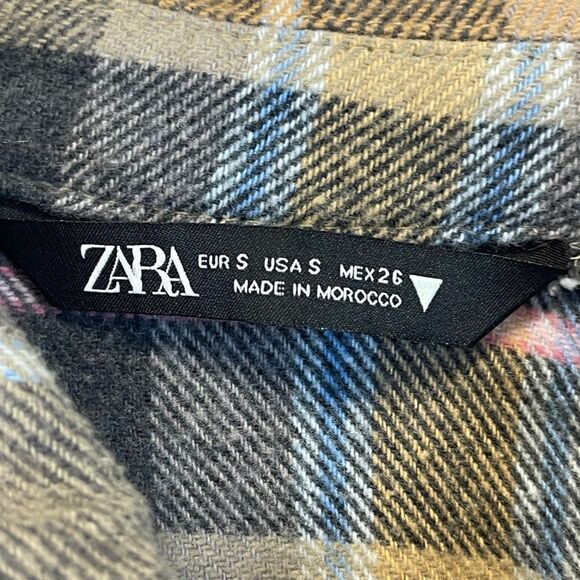 ZARA
EUR S USA S MEX 26
MADE IN MOROCCO